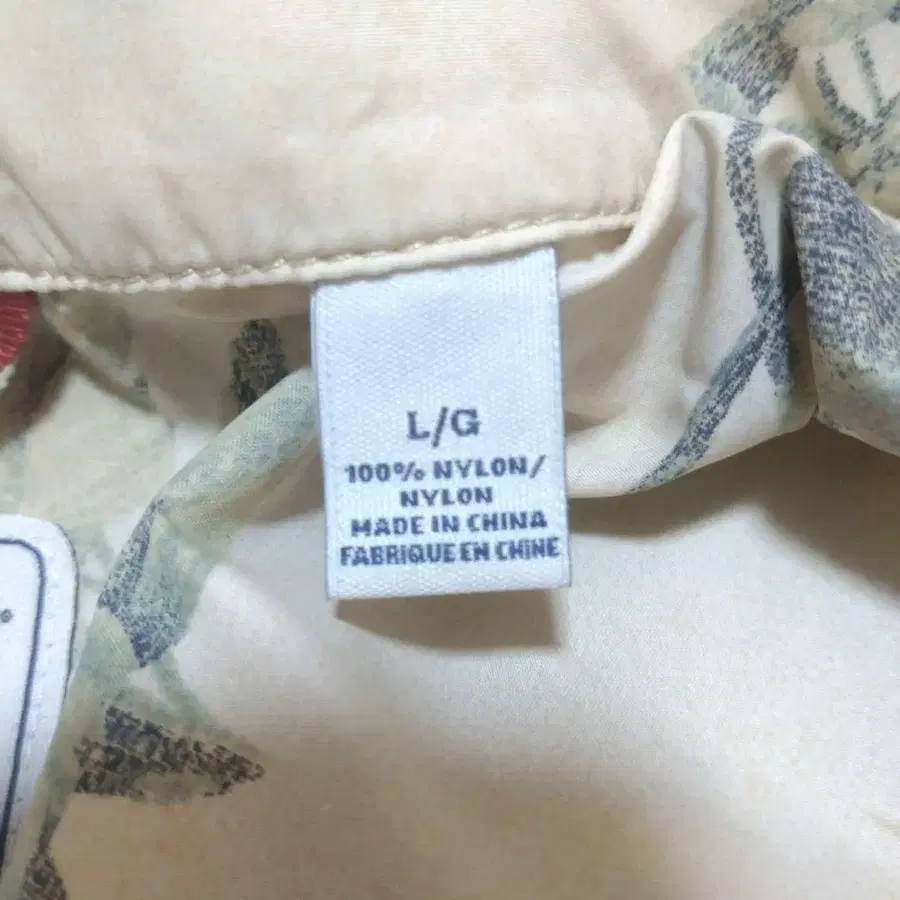 L/G
100% NYLON/
NYLON
MADE IN CHINA
FABRIQUE EN CHINE